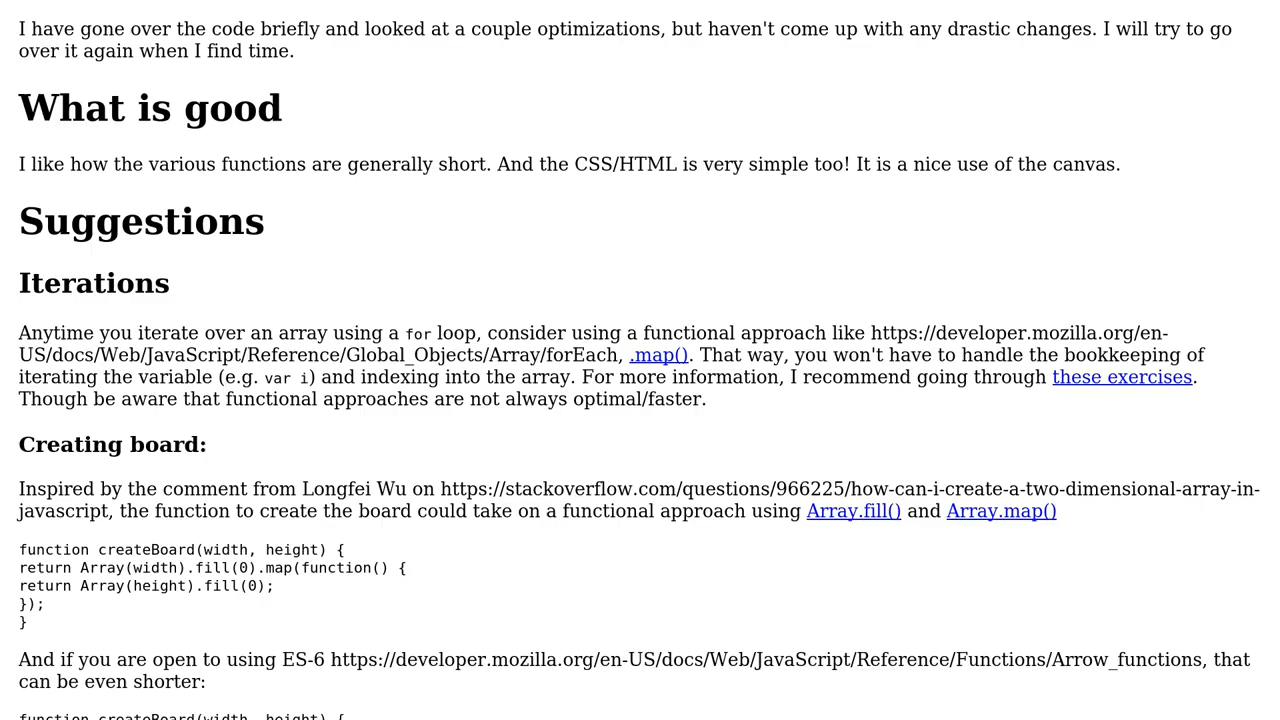 I have gone over the code briefly and looked at a couple optimizations, but haven't come up with any drastic changes. I will try to go
over it again when I find time.
What is good
I like how the various functions are generally short. And the CSS/HTML is very simple too! It is a nice use of the canvas.
Suggestions
Iterations
Anytime you iterate over an array using a for loop, consider using a functional approach like https://developer.mozilla.org/en-
US/docs/Web/JavaScript/Reference/Global_Objects/Array/forEach, .map(). That way, you won't have to handle the bookkeeping of
iterating the variable (e.g. var i) and indexing into the array. For more information, I recommend going through these exercises.
Though be aware that functional approaches are not always optimal/faster.
Creating board:
Inspired by the comment from Longfei Wu on https://stackoverflow.com/questions/966225/how-can-i-create-a-two-dimensional-array-in-
javascript, the function to create the board could take on a functional approach using Array.fill() and Array.map()
function createBoard(width, height) {
return Array(width).fill(0).map(function() {
return Array(height).fill(0);
});
}
And if you are open to using ES-6 https://developer.mozilla.org/en-US/docs/Web/JavaScript/Reference/Functions/Arrow_functions, that
can be even shorter:
function createBoard(width, height) {